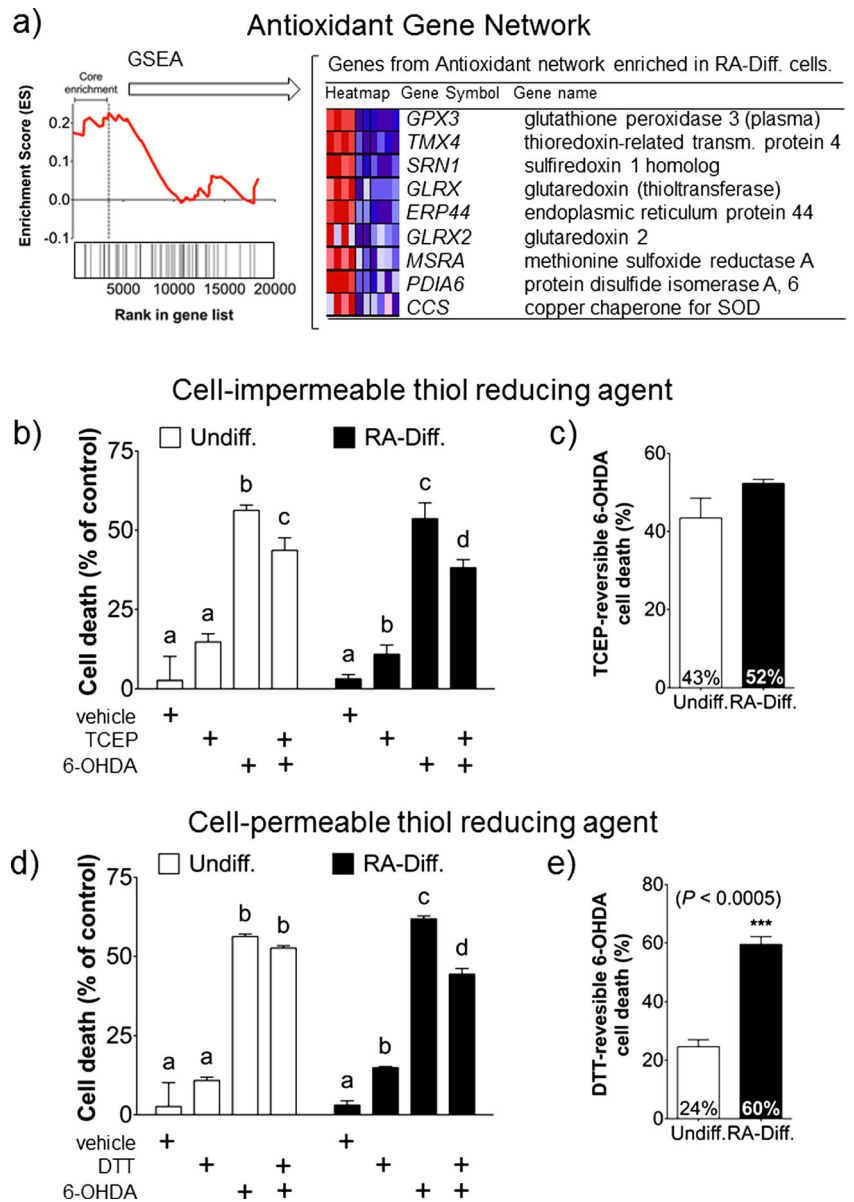 a) Antioxidant Gene Network
GSEA
Core
enrichment
Enrichment Score (ES)
0.2
0.1
0.0
-0.1
5000 10000 15000 20000
Rank in gene list
Genes from Antioxidant network enriched in RA-Diff. cells.
Heatmap Gene Symbol Gene name
GPX3 glutathione peroxidase 3 (plasma)
TMX4 thioredoxin-related transm. protein 4
SRN1 sulfiredoxin 1 homolog
GLRX glutaredoxin (thioltransferase)
ERP44 endoplasmic reticulum protein 44
GLRX2 glutaredoxin 2
MSRA methionine sulfoxide reductase A
PDIA6 protein disulfide isomerase A, 6
CCS copper chaperone for SOD
Cell-impermeable thiol reducing agent
b)
Undiff. RA-Diff.
Cell death (% of control)
75
50
25
0
a a b c a b c d
vehicle + +
TCEP + + + +
6-OHDA + + + +
c)
TCEP-reversible 6-OHDA
cell death (%)
60
40
20
0
43% 52%
Undiff. RA-Diff.
Cell-permeable thiol reducing agent
d)
Undiff. RA-Diff.
Cell death (% of control)
75
50
25
0
a a b b a b c d
vehicle + +
DTT + + + +
6-OHDA + + + +
e)
DTT-revesible 6-OHDA
cell death (%)
80
60
40
20
0
(P < 0.0005)
***
24% 60%
Undiff. RA-Diff.